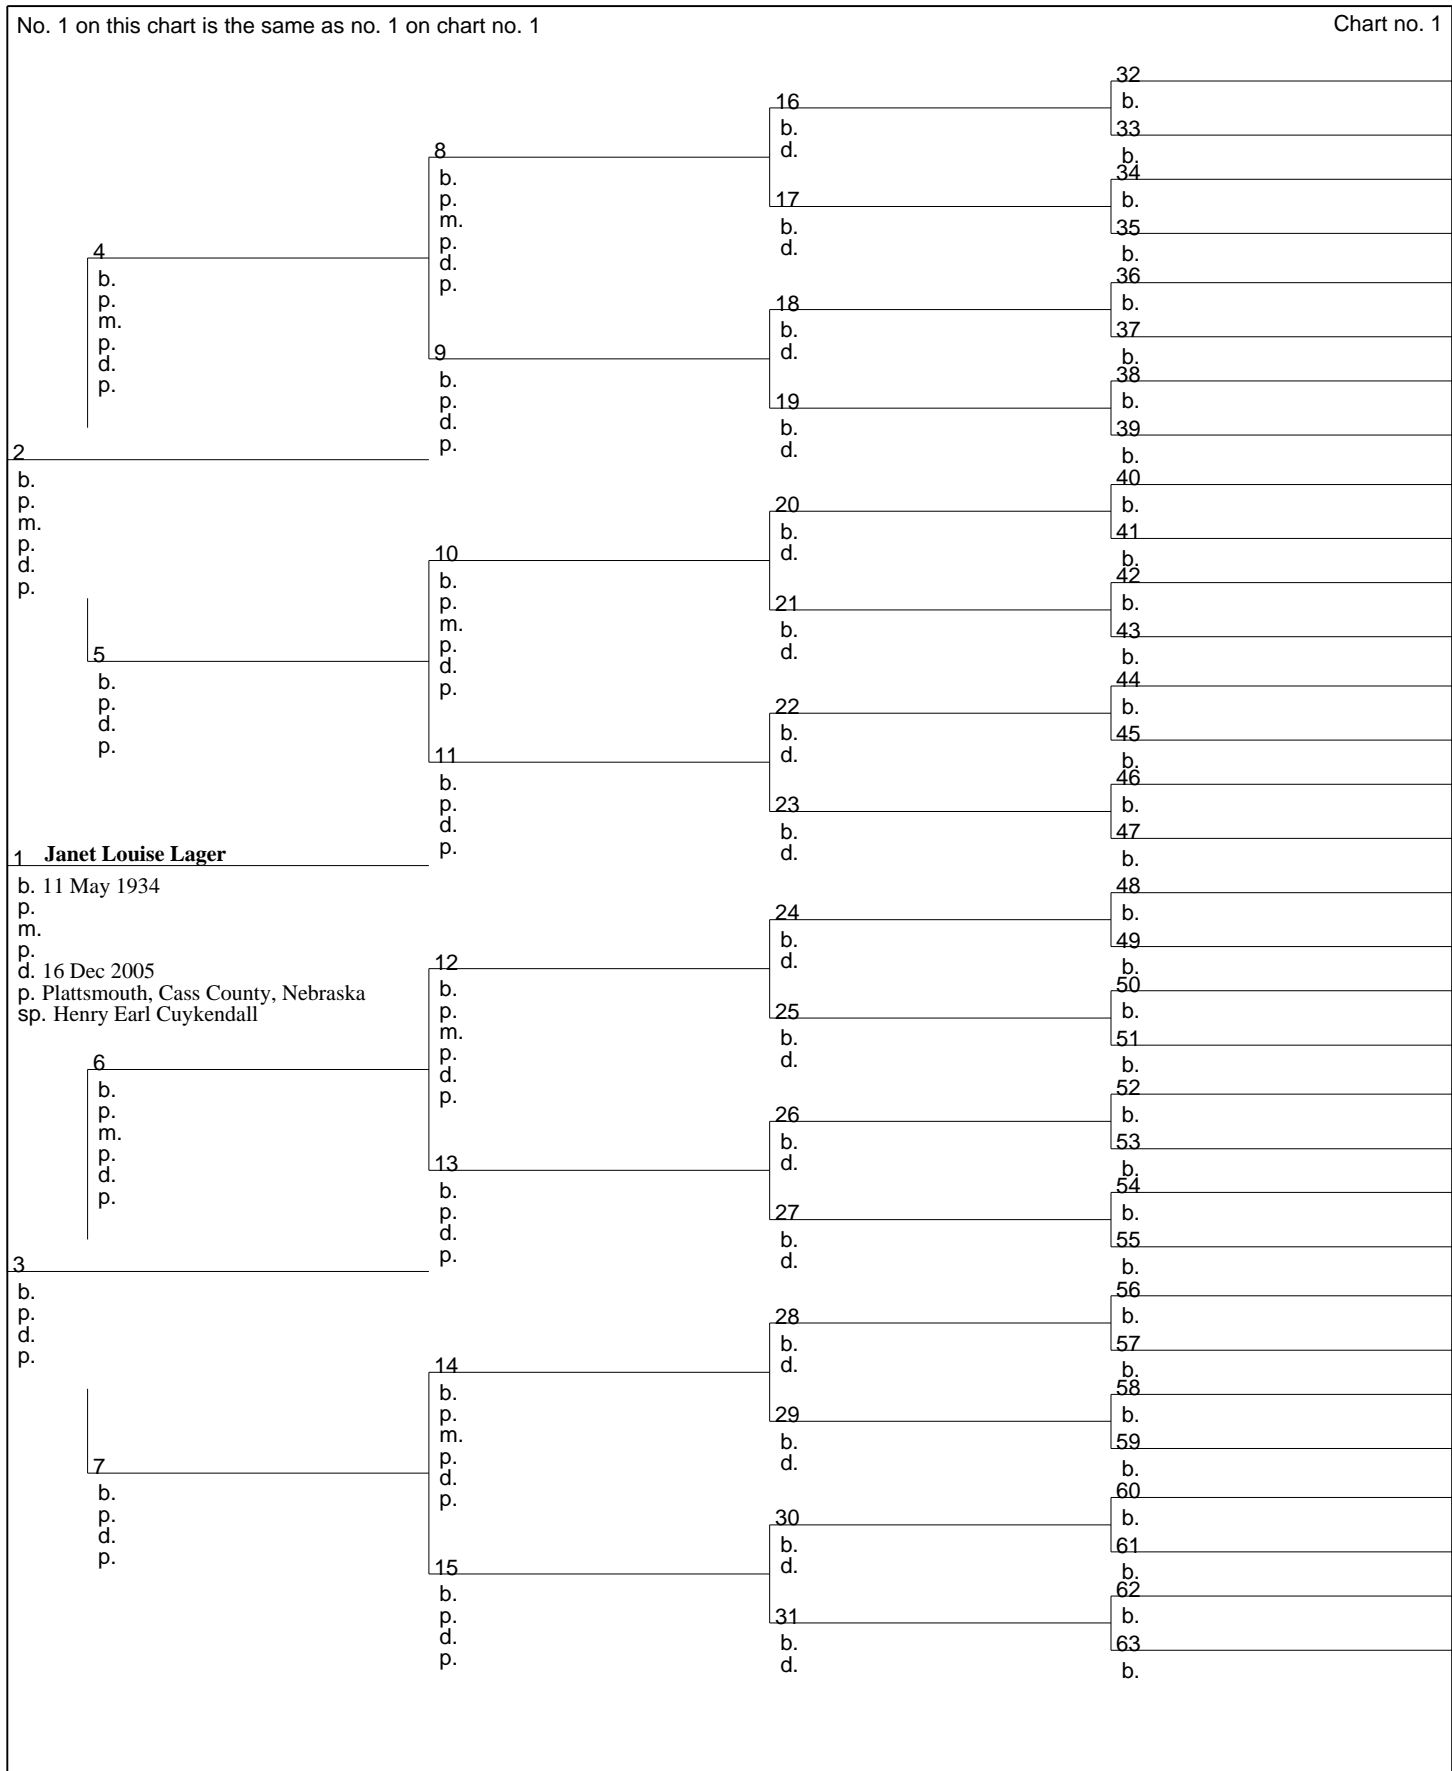 No. 1 on this chart is the same as no. 1 on chart no. 1
Chart no. 1
2
b.
p.
m.
p.
d.
p.
1 Janet Louise Lager
b. 11 May 1934
p.
m.
p.
d. 16 Dec 2005
p. Plattsmouth, Cass County, Nebraska
sp. Henry Earl Cuykendall
3
b.
p.
d.
p.
4
b.
p.
m.
p.
d.
p.
5
b.
p.
d.
p.
6
b.
p.
m.
p.
d.
p.
7
b.
p.
d.
p.
8
b.
p.
m.
p.
d.
p.
9
b.
p.
d.
p.
10
b.
p.
m.
p.
d.
p.
11
b.
p.
d.
p.
12
b.
p.
m.
p.
d.
p.
13
b.
p.
d.
p.
14
b.
p.
m.
p.
d.
p.
15
b.
p.
d.
p.
16
b.
d.
17
b.
d.
18
b.
d.
19
b.
d.
20
b.
d.
21
b.
d.
22
b.
d.
23
b.
d.
24
b.
d.
25
b.
d.
26
b.
d.
27
b.
d.
28
b.
d.
29
b.
d.
30
b.
d.
31
b.
d.
32
b.
33
b.
34
b.
35
b.
36
b.
37
b.
38
b.
39
b.
40
b.
41
b.
42
b.
43
b.
44
b.
45
b.
46
b.
47
b.
48
b.
49
b.
50
b.
51
b.
52
b.
53
b.
54
b.
55
b.
56
b.
57
b.
58
b.
59
b.
60
b.
61
b.
62
b.
63
b.